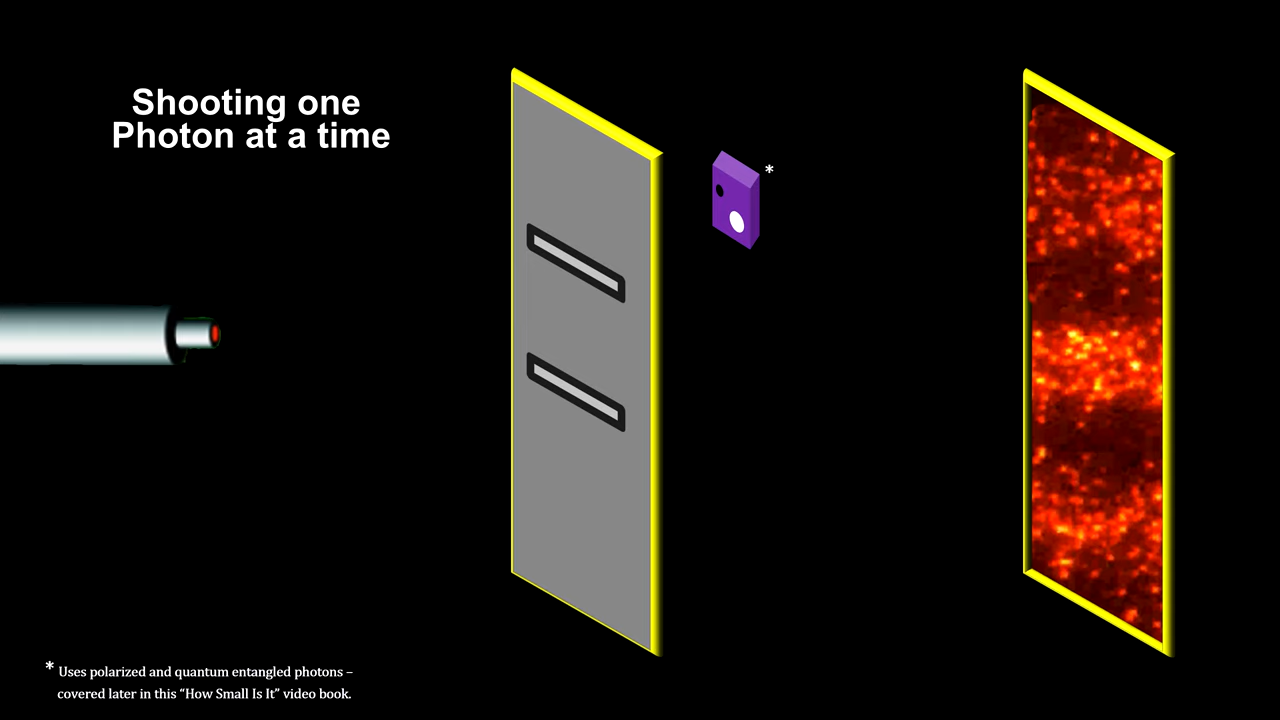 Shooting one
Photon at a time
*
* Uses polarized and quantum entangled photons –
covered later in this “How Small Is It” video book.